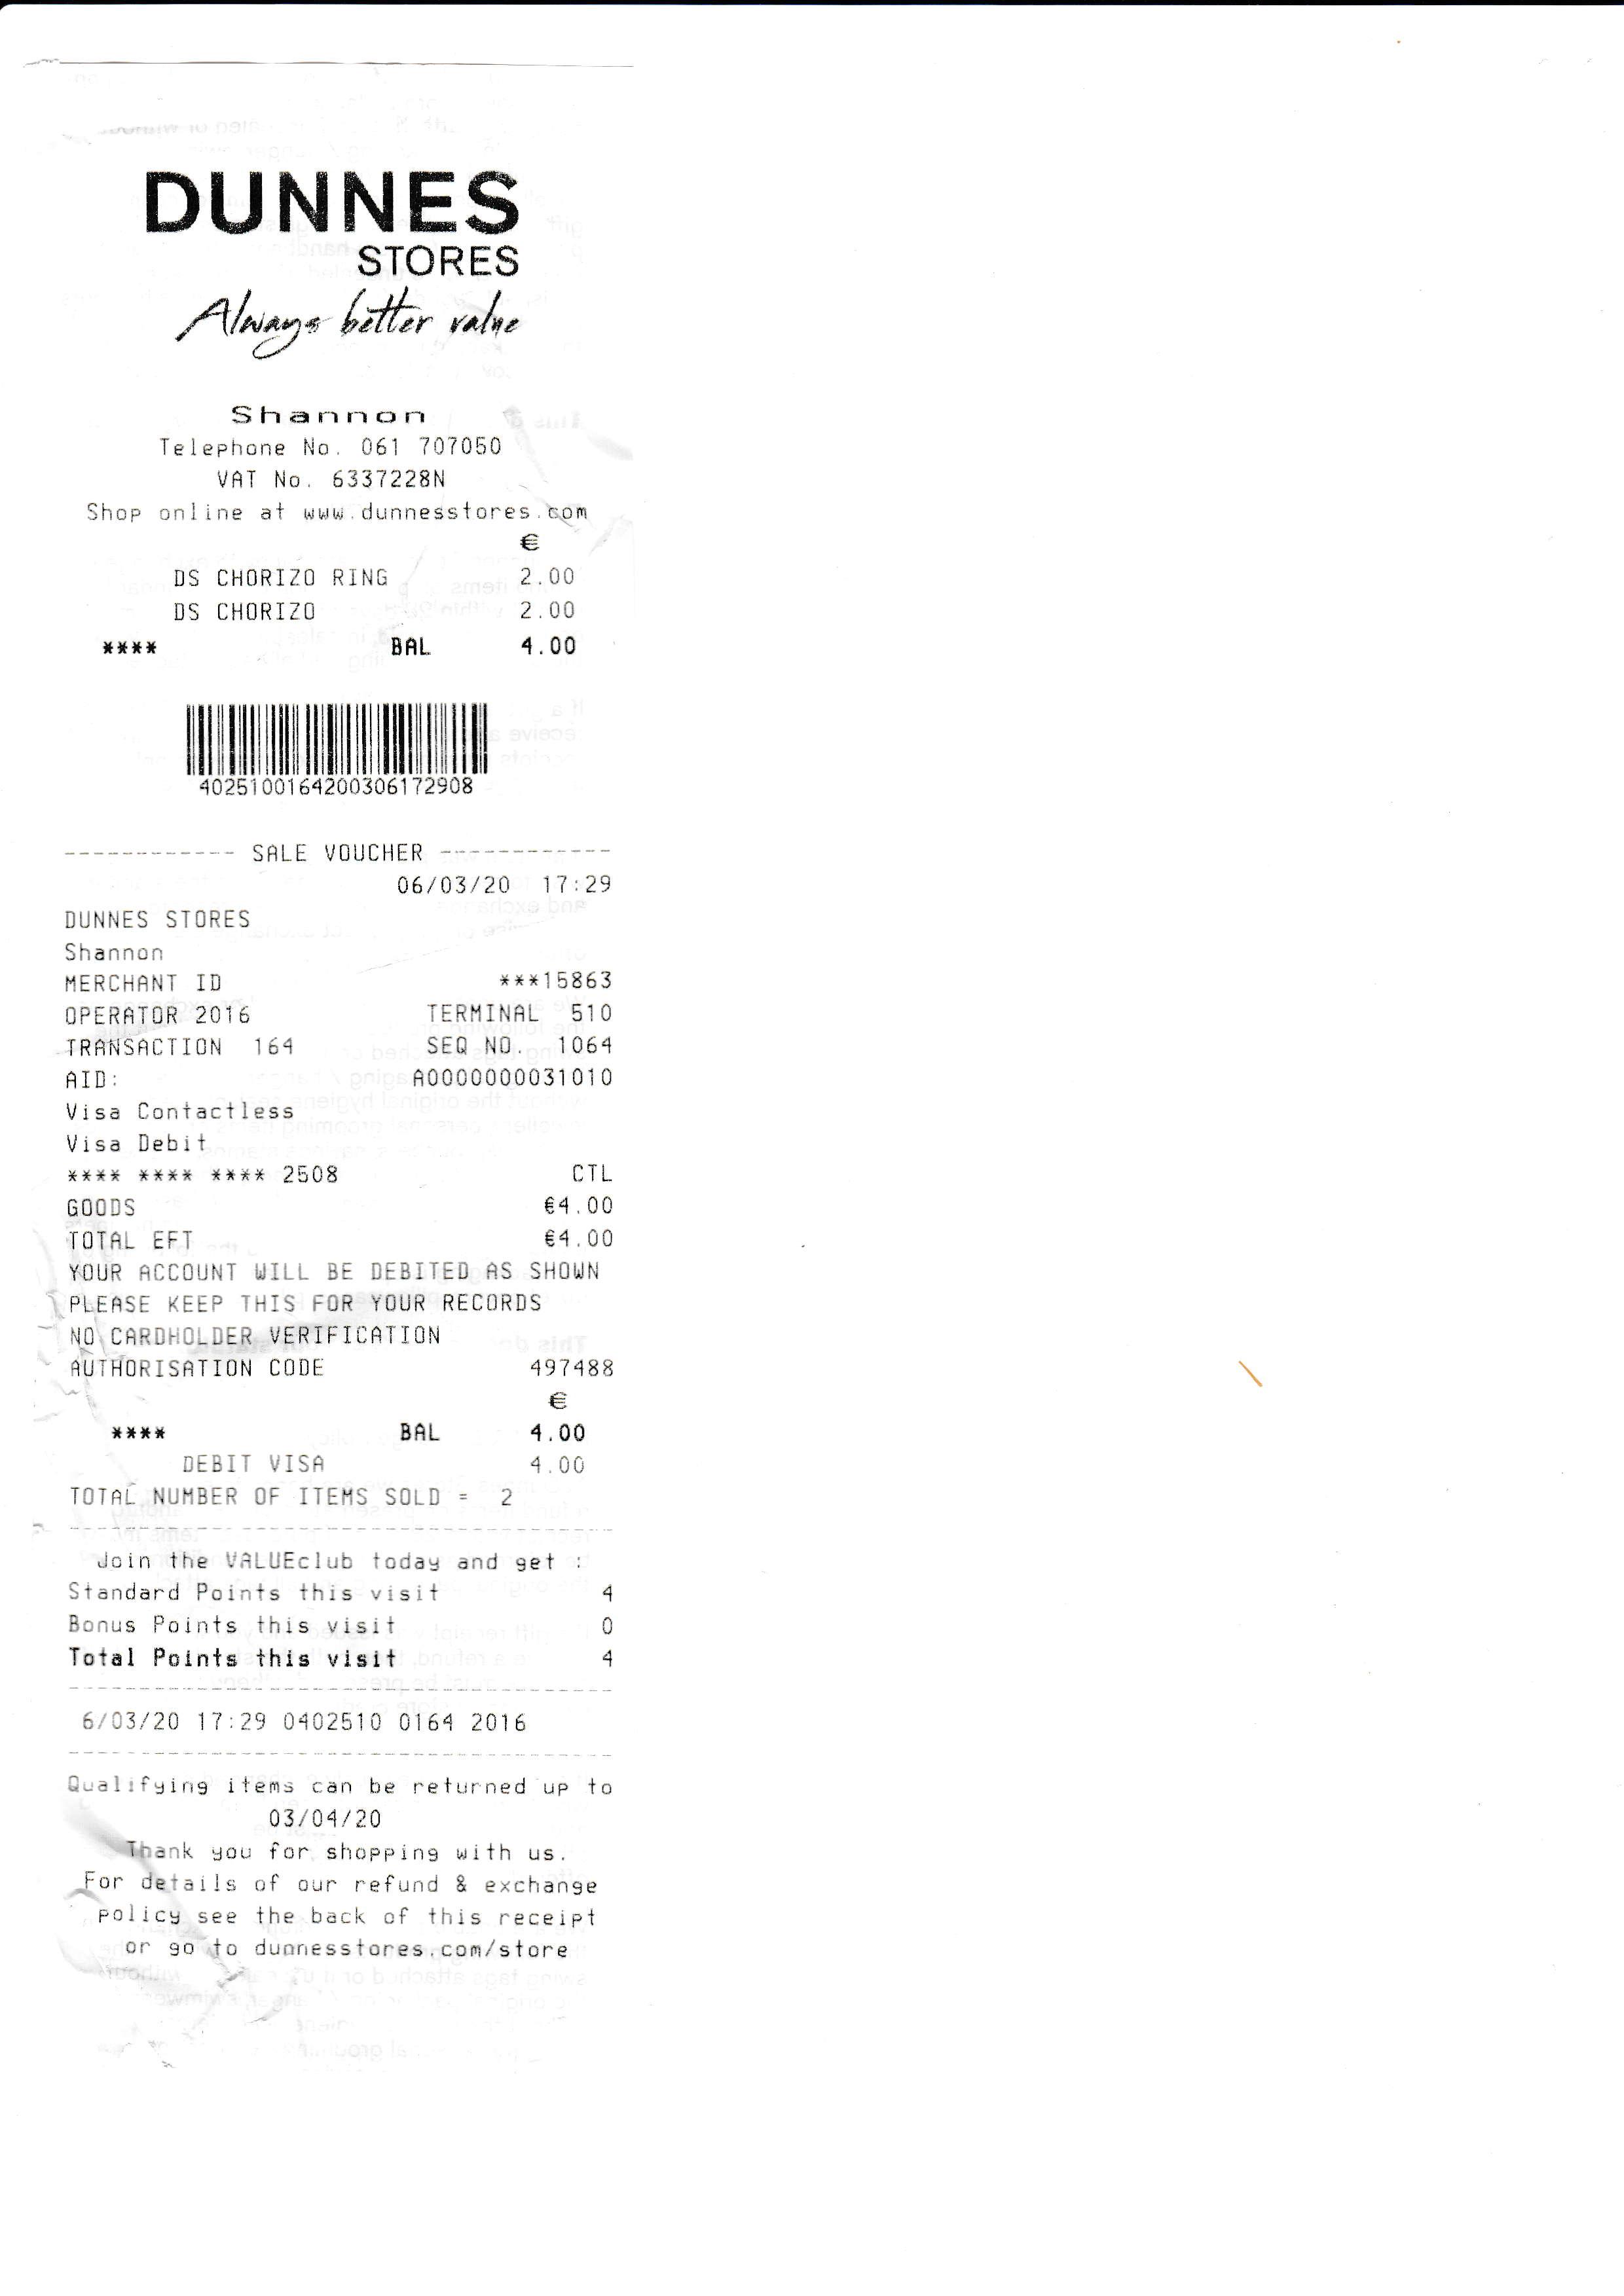 DUNNES
STORES
Always better value
Shannon
Telephone No. 061 707050
VAT No. 6337228N
Shop online at www.dunnesstores.com
€
DS CHORIZO RING 2.00
DS CHORIZO 2.00
**** BAL 4.00
402510016420030617 2908
------------ SALE VOUCHER ------------
06/03/20 17:29
DUNNES STORES
Shannon
MERCHANT ID ***15863
OPERATOR 2016 TERMINAL 510
TRANSACTION 164 SEQ NO. 1064
AID: A0000000031010
Visa Contactless
Visa Debit
**** **** **** 2508 CTL
GOODS €4.00
TOTAL EFT €4.00
YOUR ACCOUNT WILL BE DEBITED AS SHOWN
PLEASE KEEP THIS FOR YOUR RECORDS
NO CARDHOLDER VERIFICATION
AUTHORISATION CODE 497488
€
**** BAL 4.00
DEBIT VISA 4.00
TOTAL NUMBER OF ITEMS SOLD = 2
Join the VALUEclub today and get :
Standard Points this visit 4
Bonus Points this visit 0
Total Points this visit 4
6/03/20 17:29 0402510 0164 2016
Qualifying items can be returned up to
03/04/20
Thank you for shopping with us.
For details of our refund & exchange
policy see the back of this receipt
or go to dunnesstores.com/store